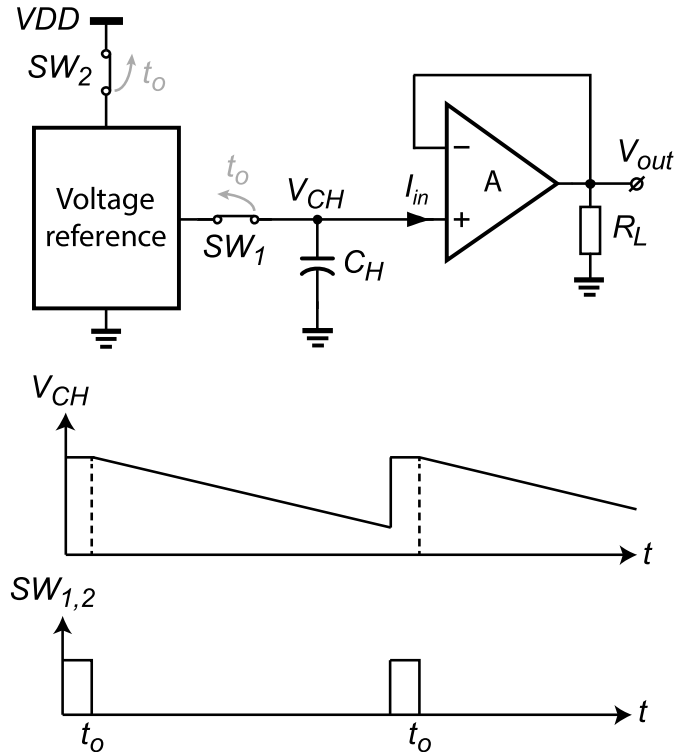 VDD
SW2
to
Voltage
reference
to
SW1
VCH
CH
Iin
−
A
+
Vout
RL
VCH
t
SW1,2
to
to
t